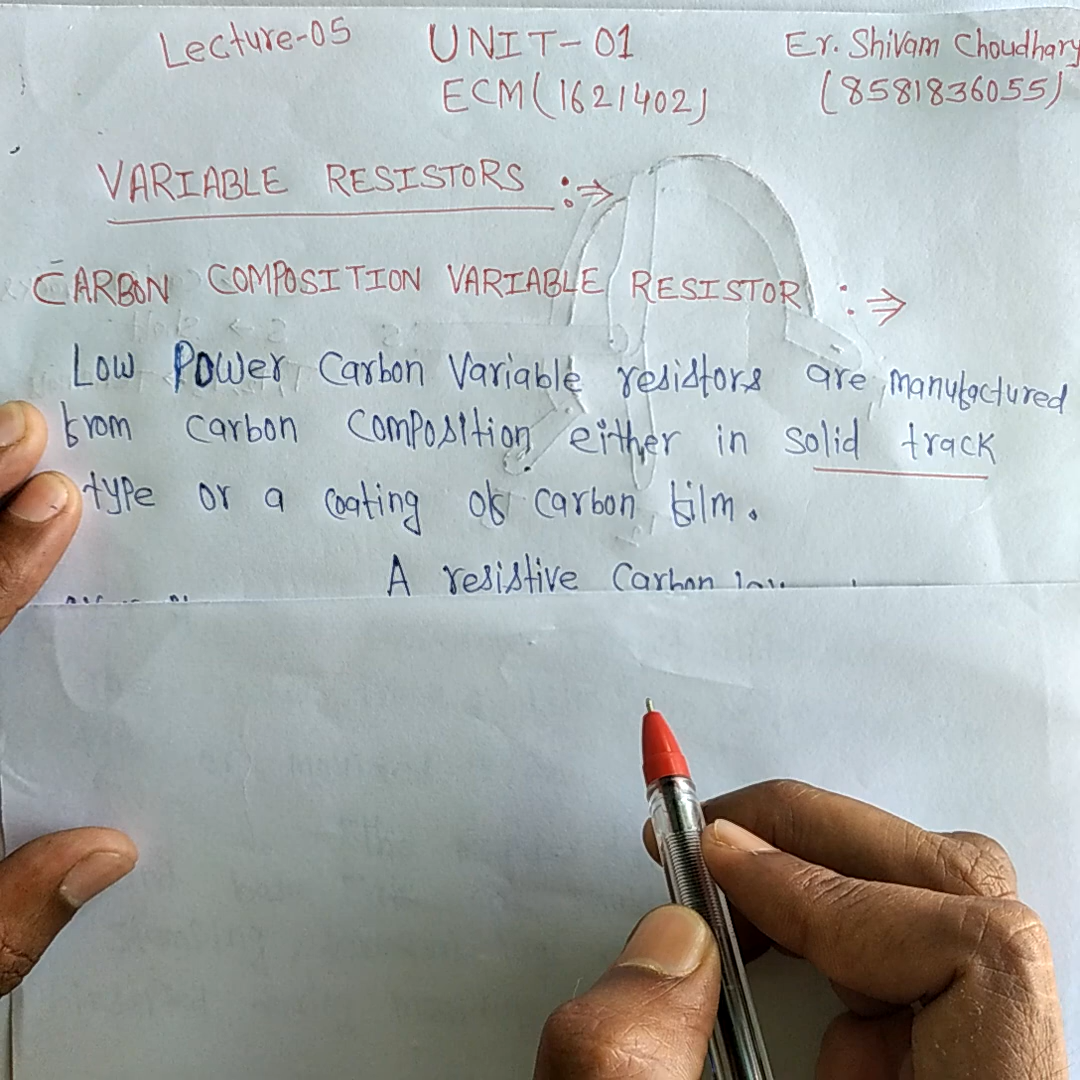 Lecture-05 UNIT-01 Er. Shivam Choudhary
ECM(1621402) (8581836055)
VARIABLE RESISTORS :⇒
CARBON COMPOSITION VARIABLE RESISTOR :⇒
Low Power Carbon Variable resistors are manufactured
from carbon composition either in solid track
type or a coating of carbon film.
A resistive Carbon